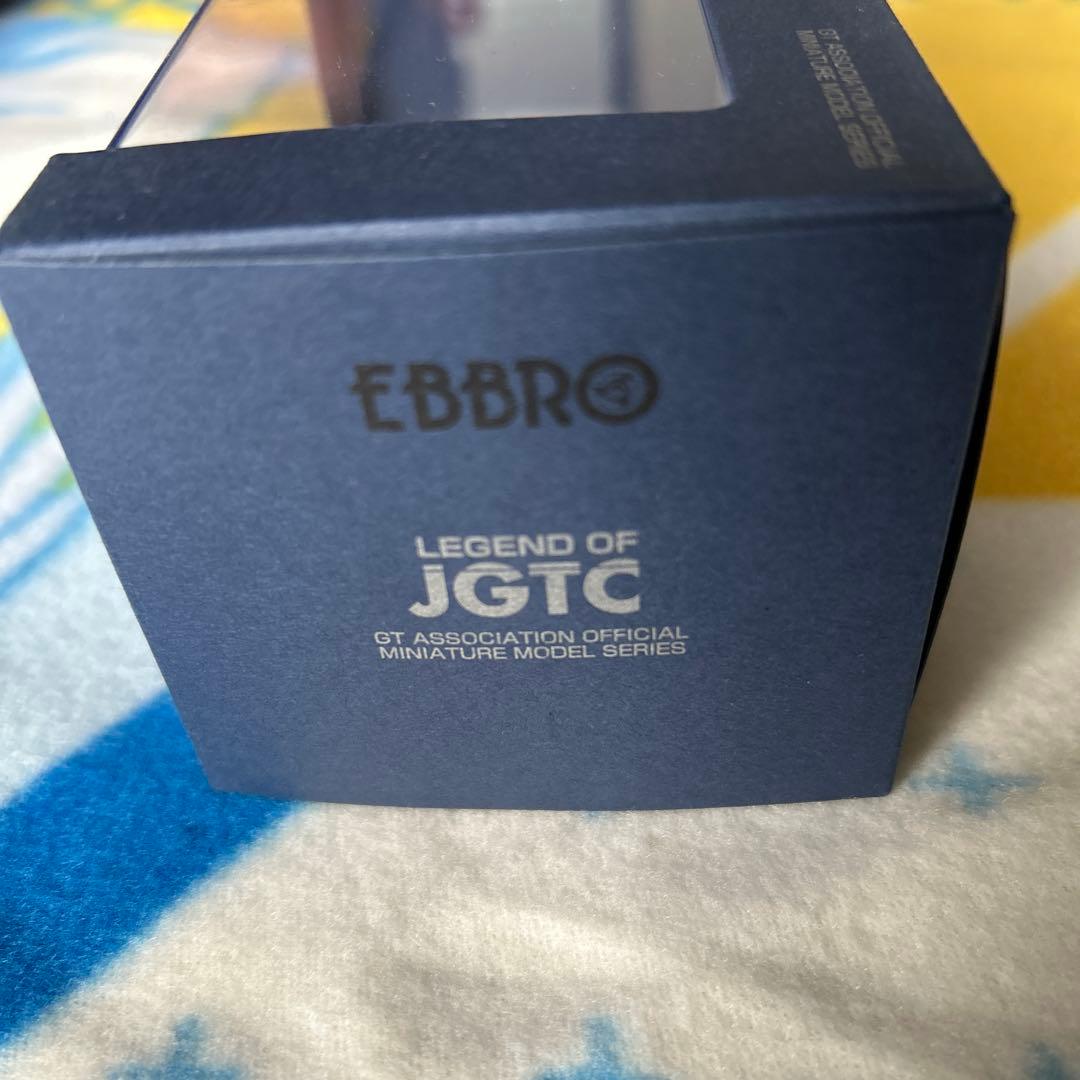 GT ASSOCIATION OFFICIAL
MINIATURE MODEL SERIES
EBBRO
LEGEND OF
JGTC
GT ASSOCIATION OFFICIAL
MINIATURE MODEL SERIES